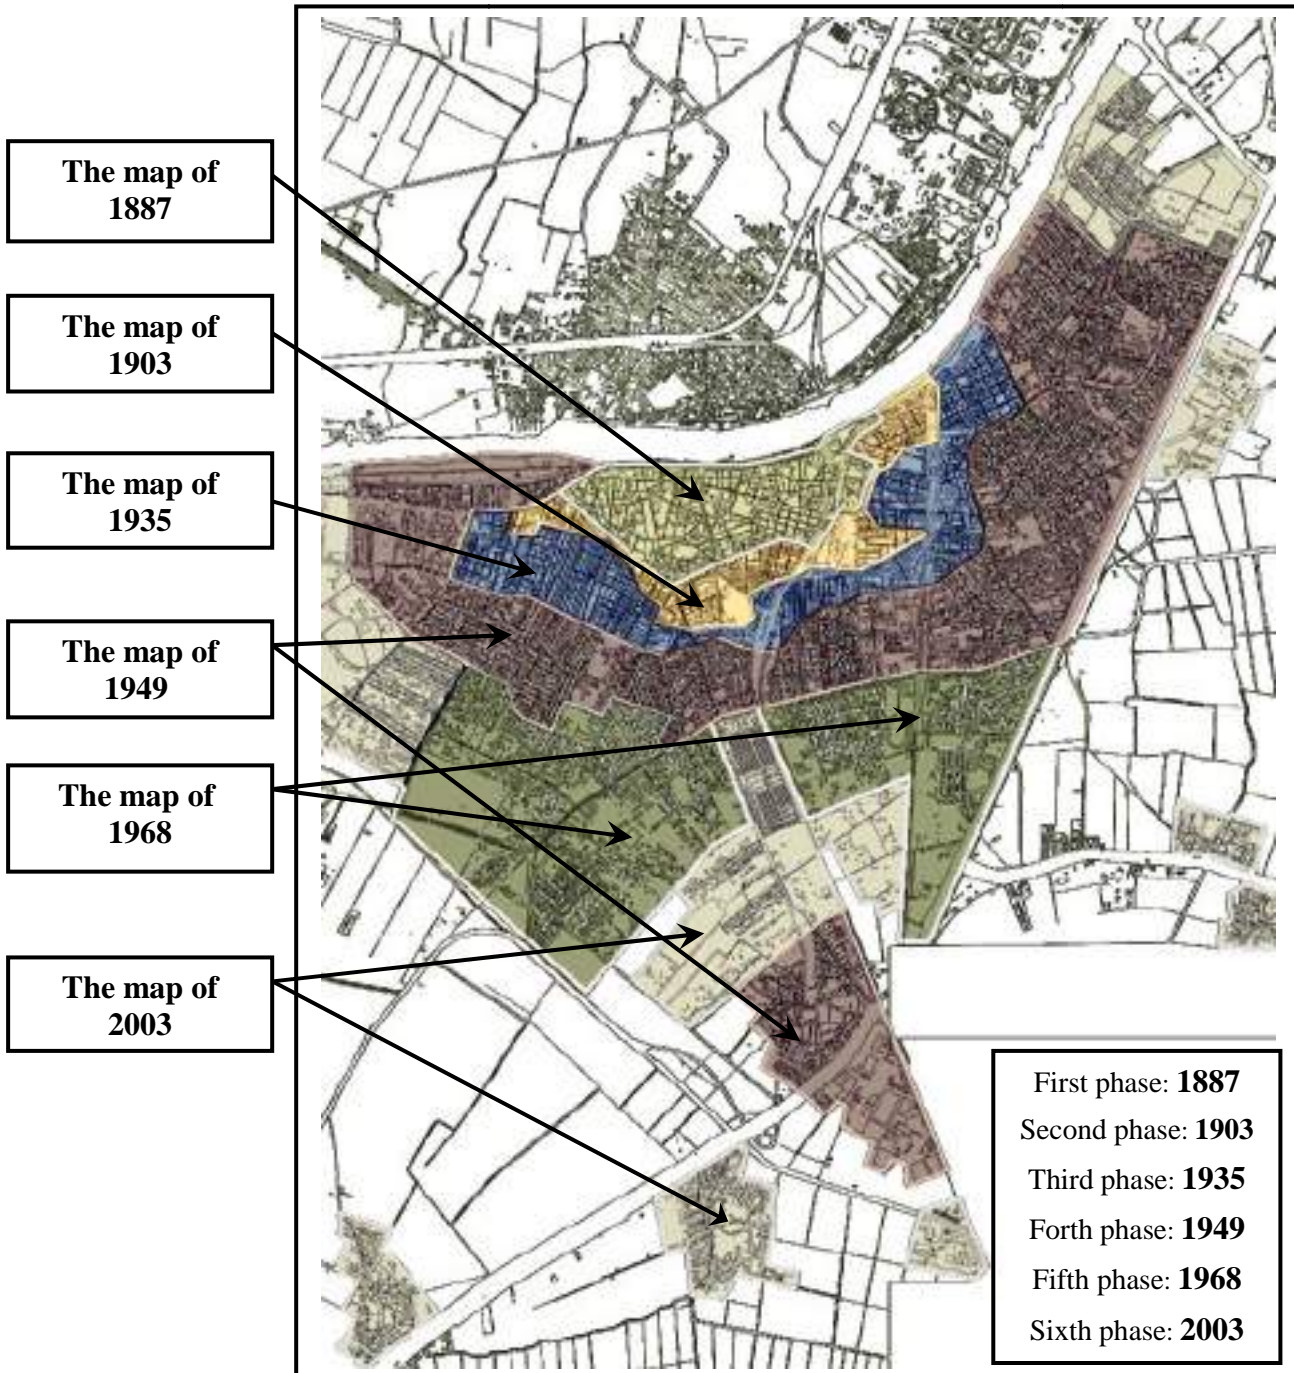 The map of
1887
The map of
1903
The map of
1935
The map of
1949
The map of
1968
The map of
2003
First phase: 1887
Second phase: 1903
Third phase: 1935
Forth phase: 1949
Fifth phase: 1968
Sixth phase: 2003